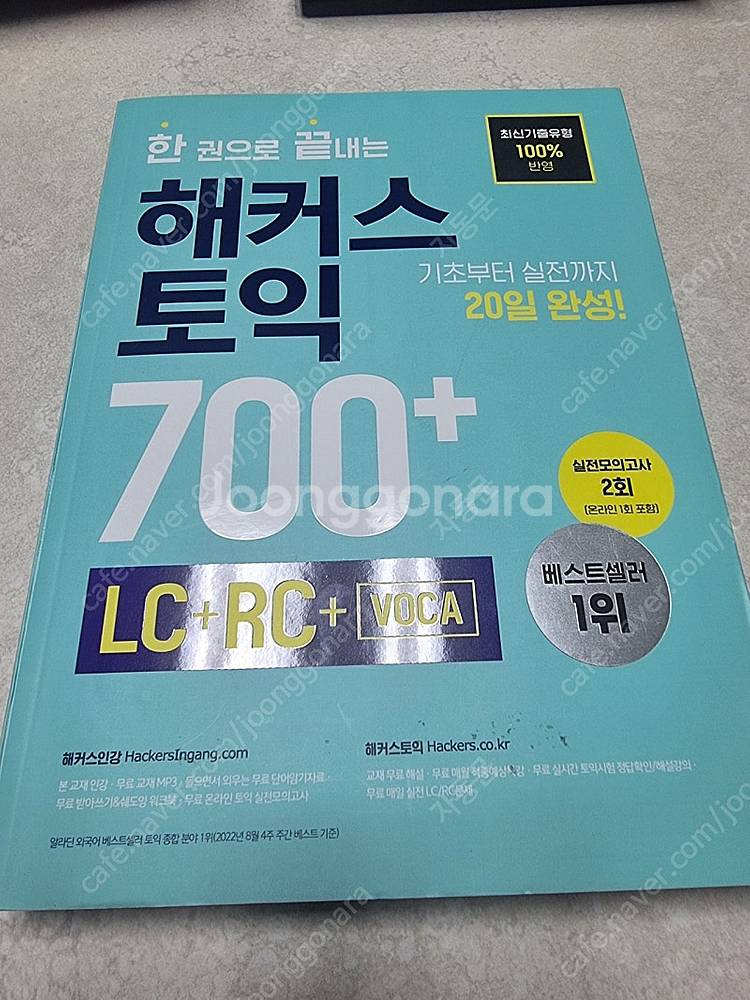 한 권으로 끝내는
최신기출유형
100%
반영
해커스
토익
기초부터 실전까지
20일 완성!
700+
실전모의고사
2회
(온라인 1회 포함)
베스트셀러
1위
LC+RC+VOCA
해커스인강 HackersIngang.com
본 교재 인강 · 무료 교재 MP3 · 들으면서 외우는 무료 단어암기자료 ·
무료 받아쓰기&쉐도잉 워크북 · 무료 온라인 토익 실전모의고사
해커스토익 Hackers.co.kr
교재 무료 해설 · 무료 매월 적중예상특강 · 무료 실시간 토익시험 정답확인/해설강의 ·
무료 매일 실전 LC/RC문제
알라딘 외국어 베스트셀러 토익 종합 분야 1위(2022년 8월 4주 주간 베스트 기준)
Joonggonara
cafe.naver.com/joonggonara
지동문